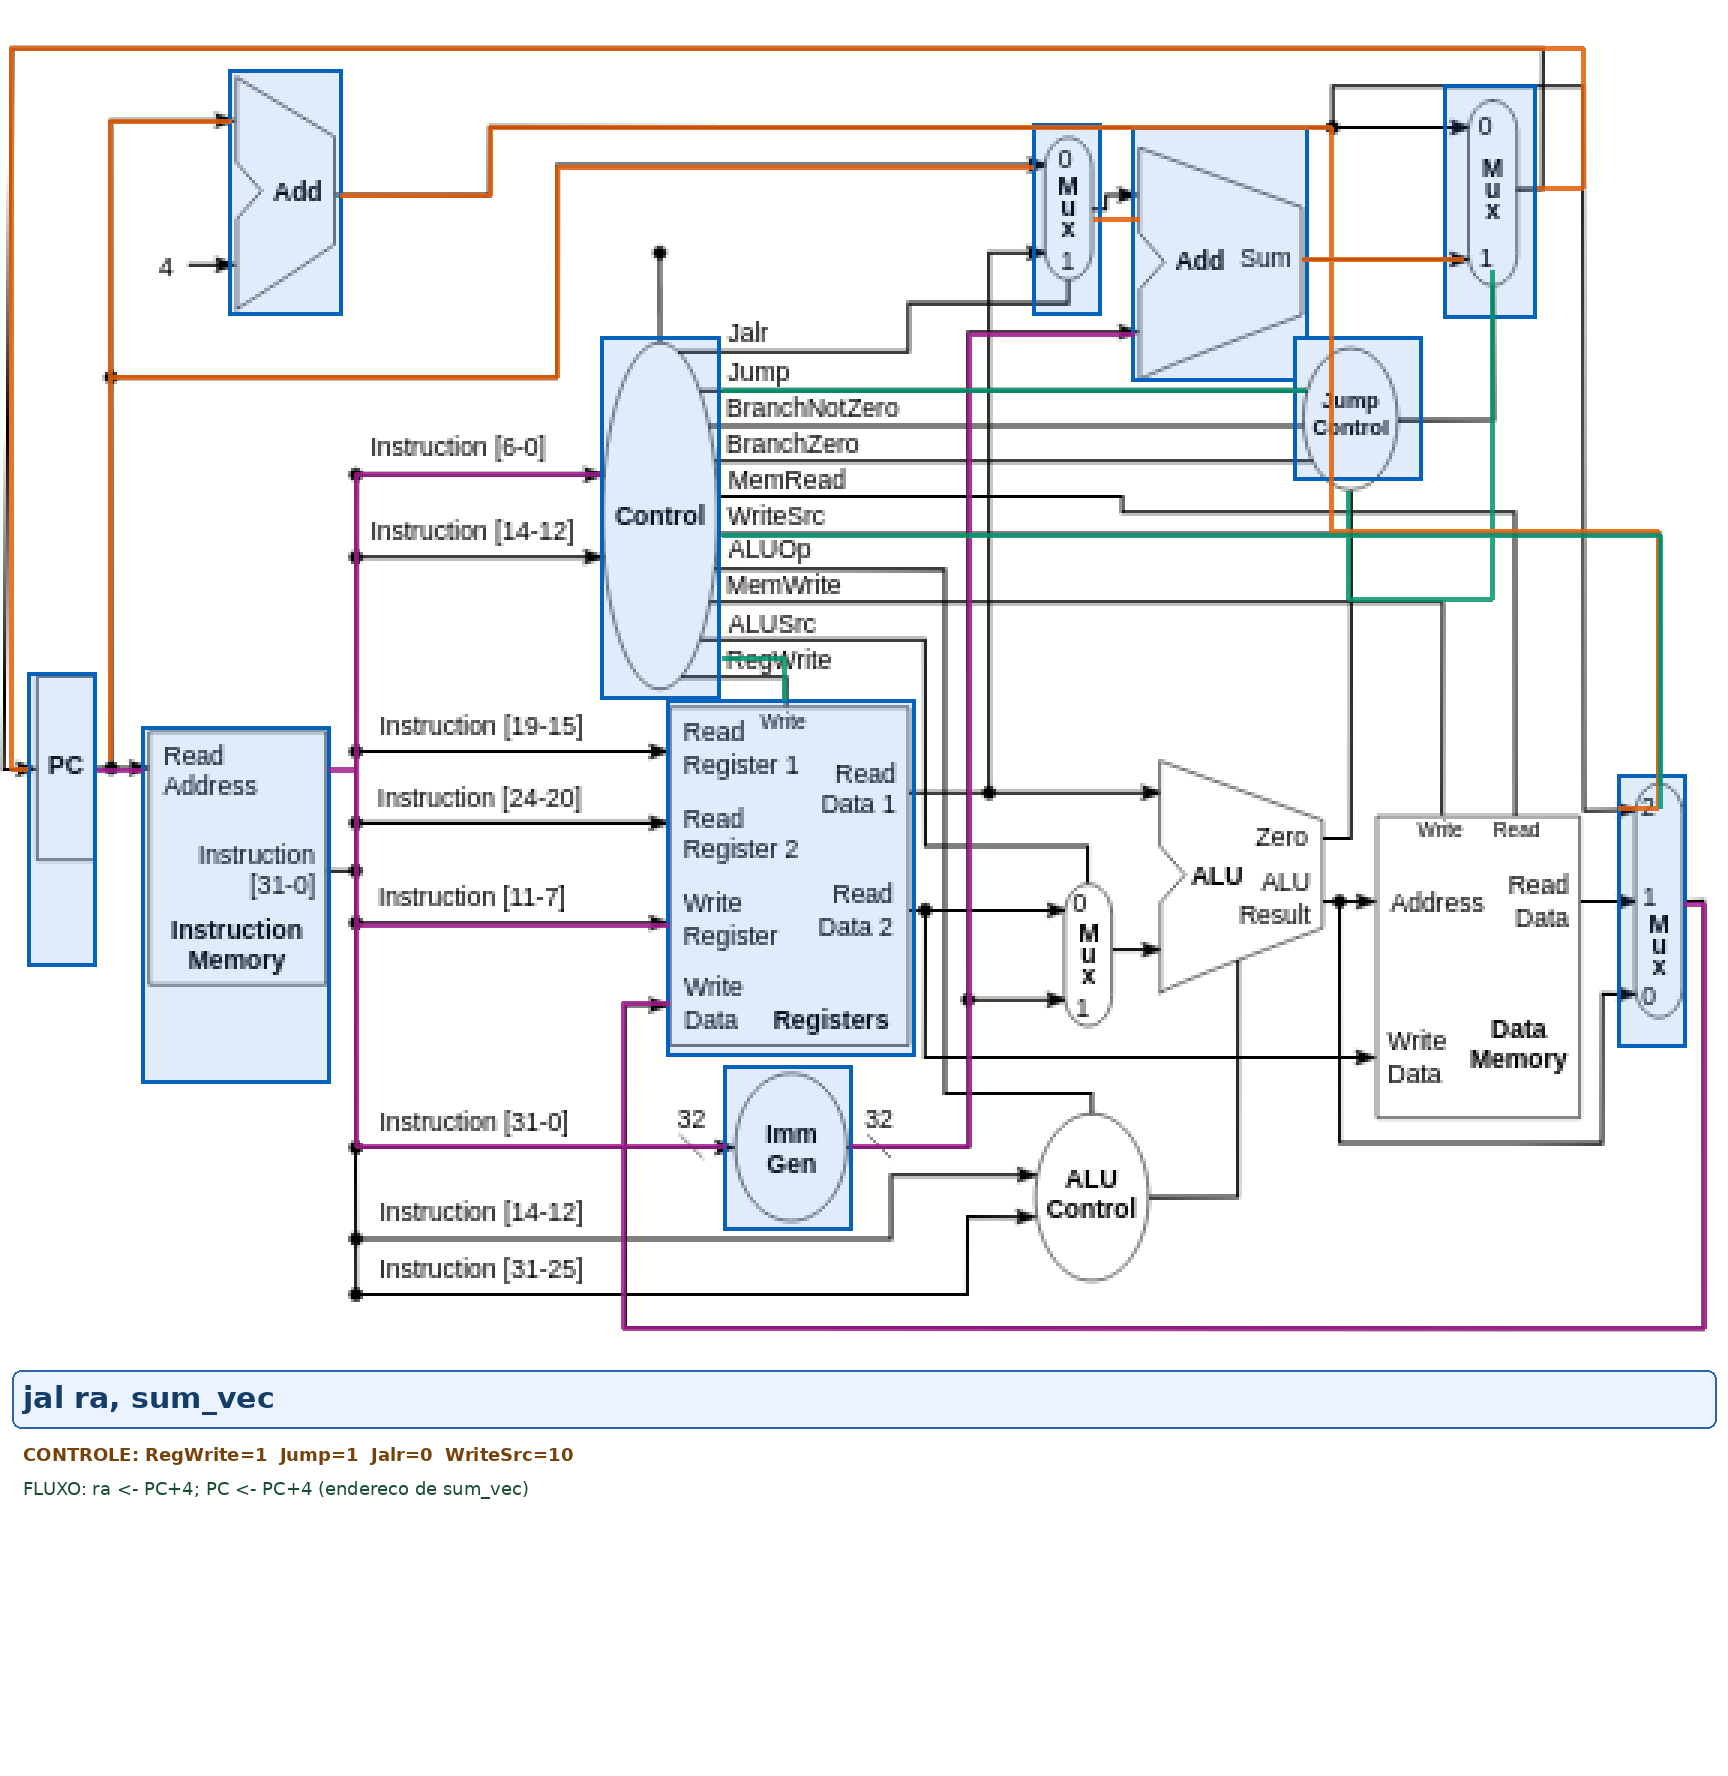 Add
4
0
Mux
1
Add Sum
0
Mux
1
Jalr
Jump
BranchNotZero
BranchZero
MemRead
WriteSrc
ALUOp
MemWrite
ALUSrc
RegWrite
Jump
Control
Control
Instruction [6-0]
Instruction [14-12]
Instruction [19-15]
Instruction [24-20]
Instruction [11-7]
Instruction [31-0]
Instruction [14-12]
Instruction [31-25]
PC
Read
Address
Instruction
[31-0]
Instruction
Memory
Write
Read
Register 1
Read
Data 1
Read
Register 2
Write
Register
Read
Data 2
Write
Data
Registers
32
Imm
Gen
32
0
Mux
1
Zero
ALU
ALU
Result
ALU
Control
Write Read
Address
Read
Data
Write
Data
Data
Memory
2
1
Mux
0
jal ra, sum_vec
CONTROLE: RegWrite=1 Jump=1 Jalr=0 WriteSrc=10
FLUXO: ra <- PC+4; PC <- PC+4 (endereco de sum_vec)